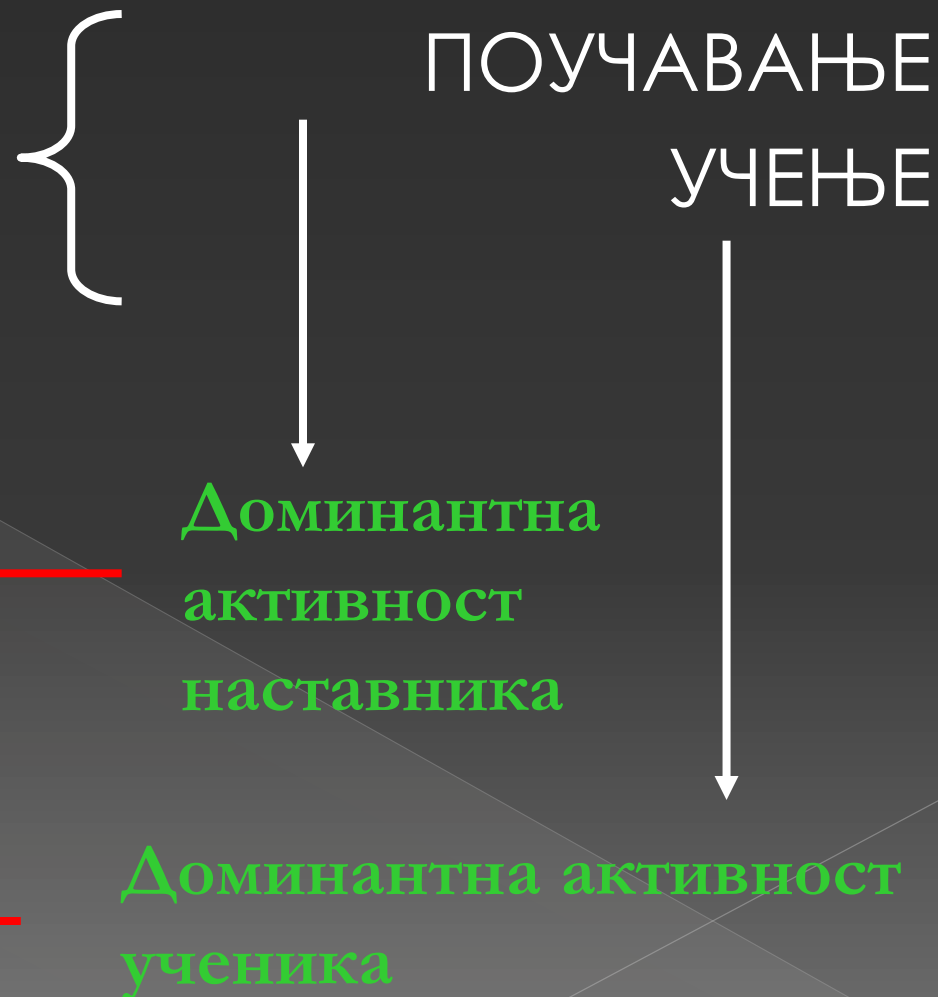 ПОУЧАВАЊЕ
УЧЕЊЕ
Доминантна
активност
наставника
Доминантна активност
ученика